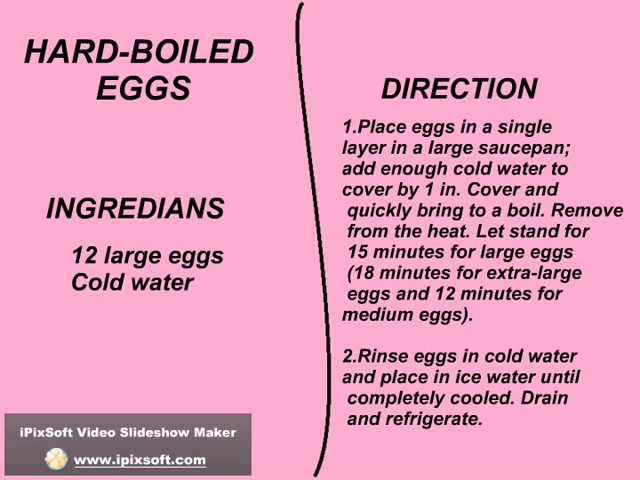 HARD-BOILED
EGGS
INGREDIANS
12 large eggs
Cold water
DIRECTION
1.Place eggs in a single
layer in a large saucepan;
add enough cold water to
cover by 1 in. Cover and
quickly bring to a boil. Remove
from the heat. Let stand for
15 minutes for large eggs
(18 minutes for extra-large
eggs and 12 minutes for
medium eggs).
2.Rinse eggs in cold water
and place in ice water until
completely cooled. Drain
and refrigerate.
iPixSoft Video Slideshow Maker
www.ipixsoft.com